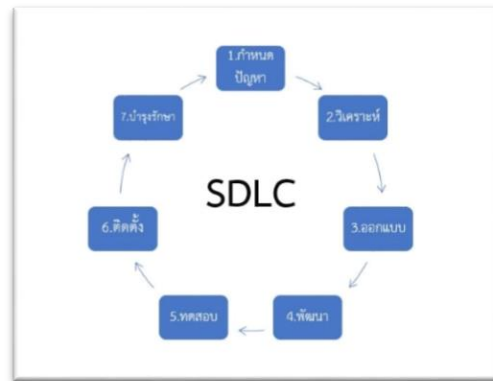 1.กำหนด
ปัญหา
2.วิเคราะห์
3.ออกแบบ
4.พัฒนา
5.ทดสอบ
6.ติดตั้ง
7.บำรุงรักษา
SDLC